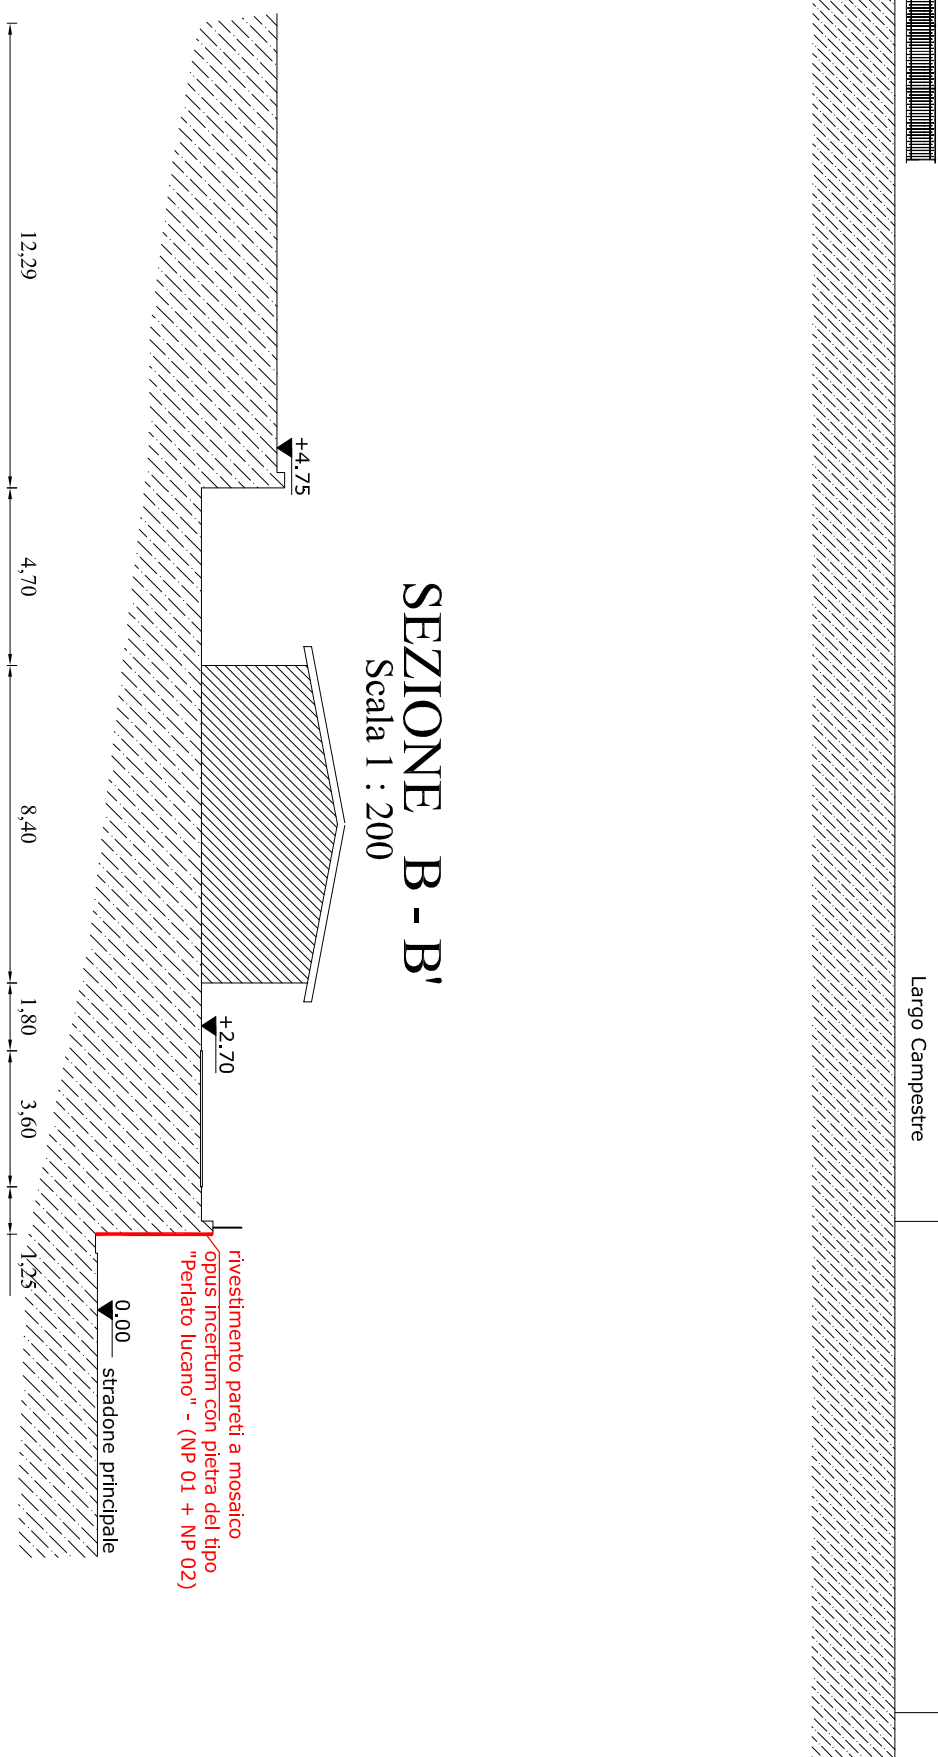 Largo Campestre
SEZIONE B - B'
Scala 1 : 200
+4.75
+2.70
0.00
stradone principale
rivestimento pareti a mosaico
opus incertum con pietra del tipo
"Perlato lucano" - (NP 01 + NP 02)
12,29
4,70
8,40
1,80
3,60
1,25